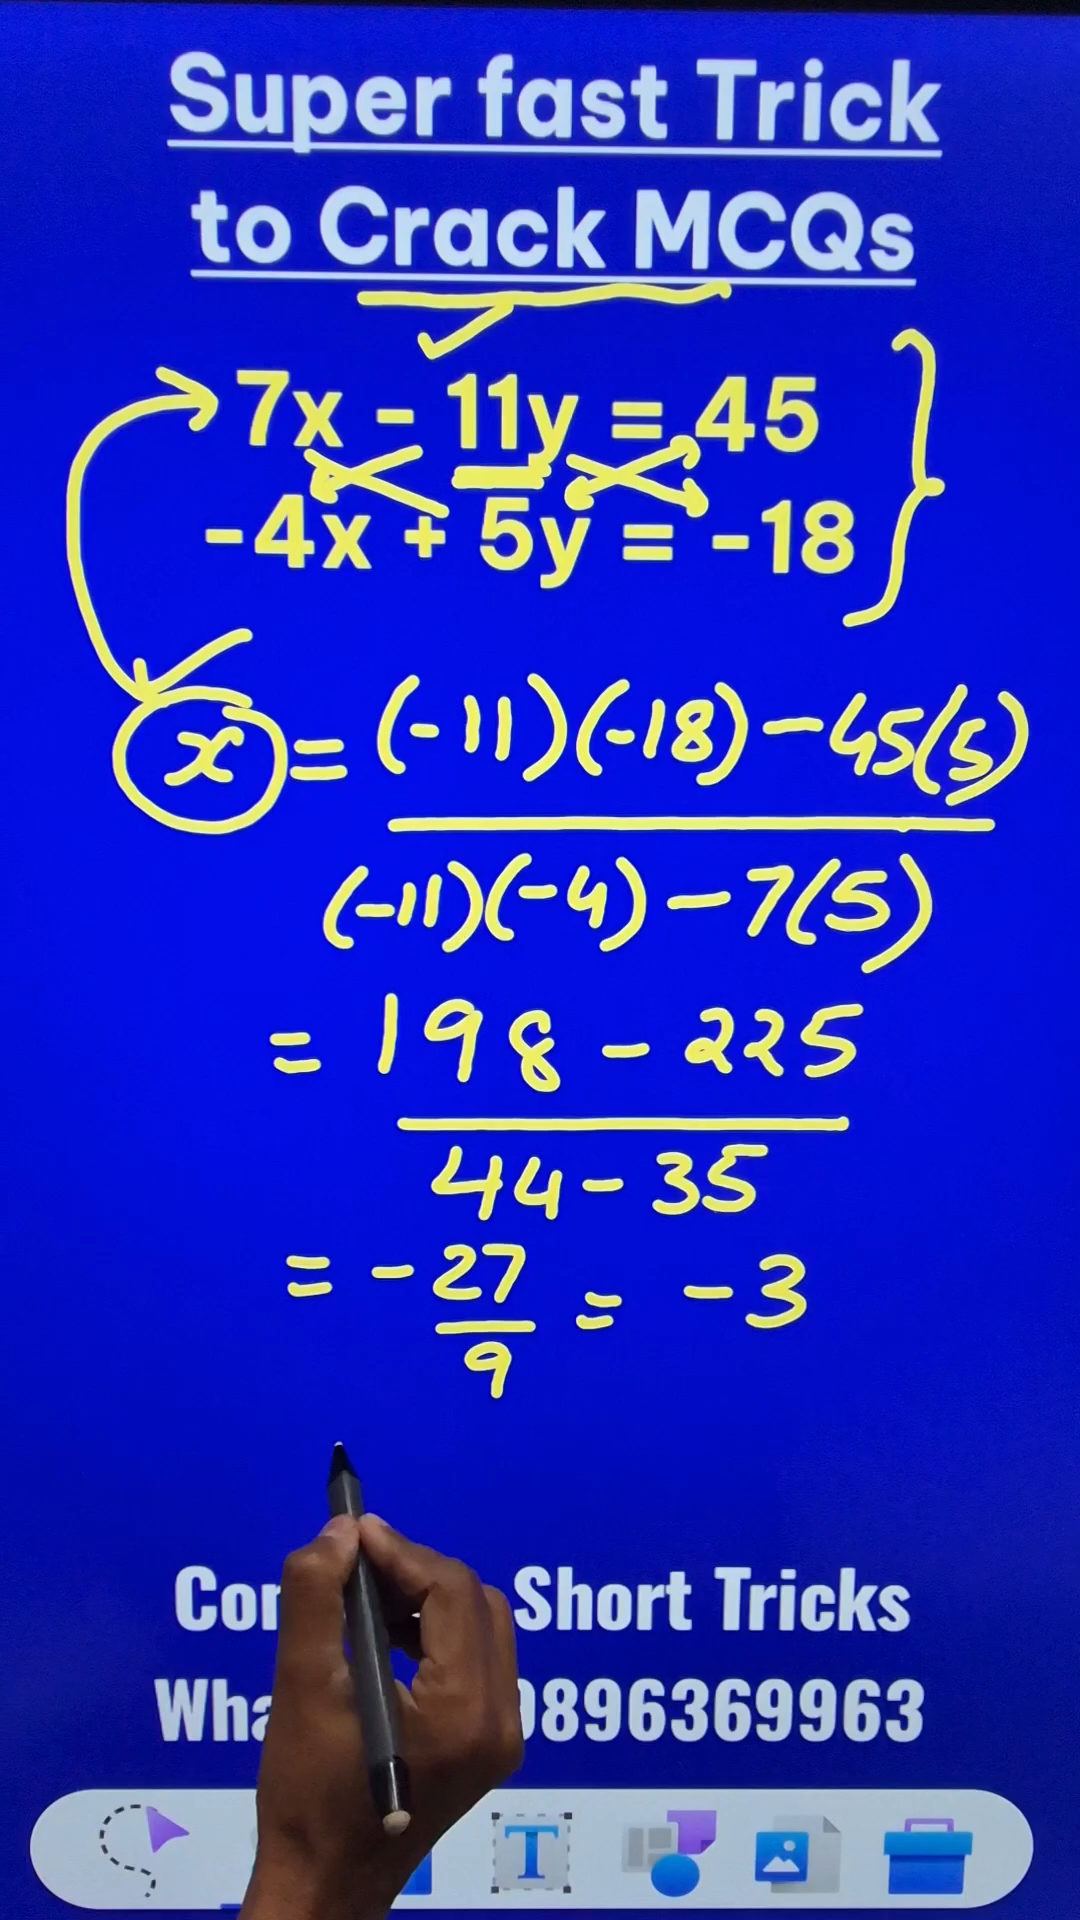 Super fast Trick
to Crack MCQs
7x - 11y = 45
-4x + 5y = -18
x = (-11)(-18) - 45(5)
(-11)(-4) - 7(5)
= 198 - 225
44 - 35
= -27/9 = -3
Short Tricks
896369963
T